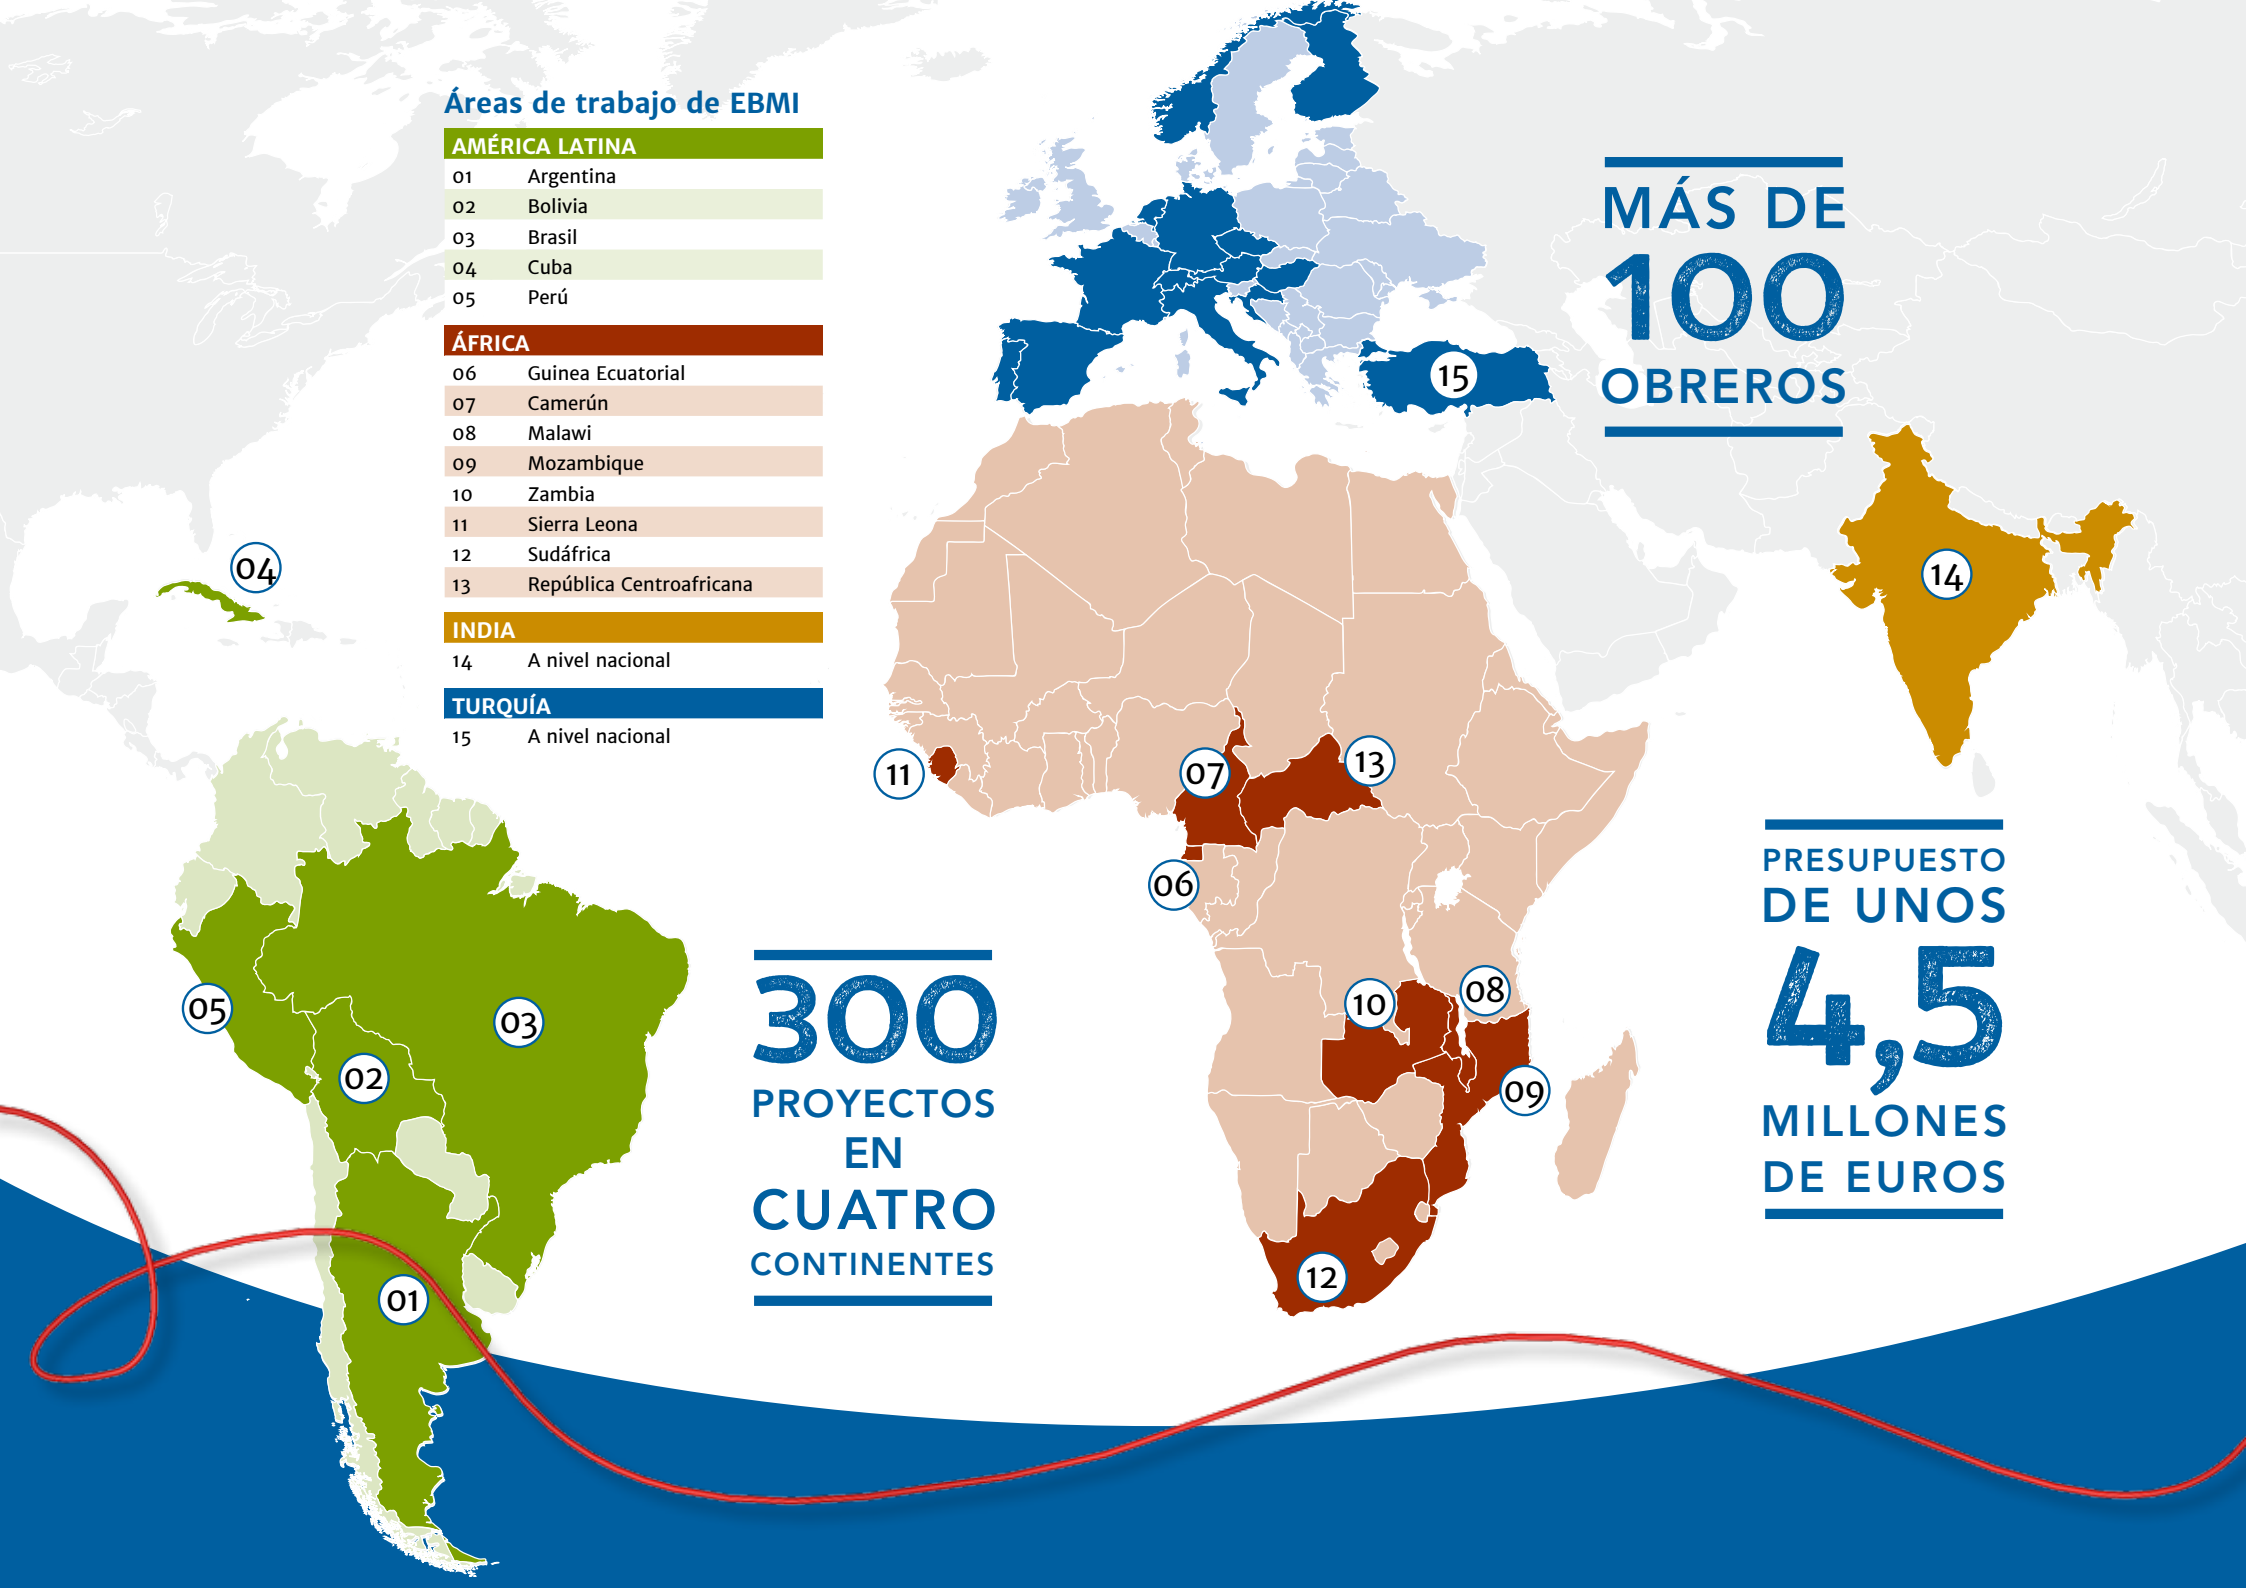 Áreas de trabajo de EBMI
AMÉRICA LATINA
01 Argentina
02 Bolivia
03 Brasil
04 Cuba
05 Perú
ÁFRICA
06 Guinea Ecuatorial
07 Camerún
08 Malawi
09 Mozambique
10 Zambia
11 Sierra Leona
12 Sudáfrica
13 República Centroafricana
INDIA
14 A nivel nacional
TURQUÍA
15 A nivel nacional
MÁS DE
100
OBREROS
15
14
04
11
07
13
06
05
03
02
01
10
08
09
12
300
PROYECTOS
EN
CUATRO
CONTINENTES
PRESUPUESTO
DE UNOS
4,5
MILLONES
DE EUROS